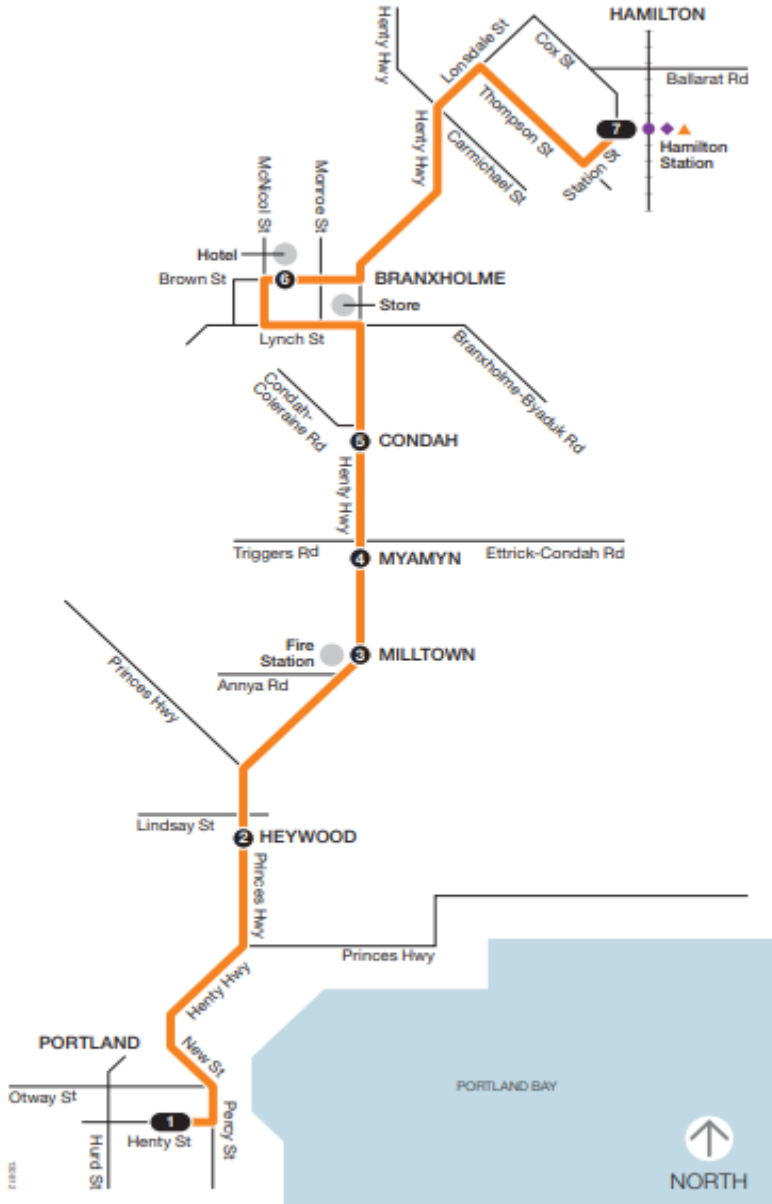 HAMILTON
Henty Hwy
Lonsdale St
Cox St
Ballarat Rd
Thompson St
7
Hamilton
Station
Henty Hwy
Carmichael St
Station St
McNicol St
Monroe St
Hotel
Brown St
6
BRANXHOLME
Store
Lynch St
Branxholme-Byaduk Rd
Condah-
Coleraine Rd
5
CONDAH
Henty Hwy
Triggers Rd
Ettrick-Condah Rd
4
MYAMYN
Fire
Station
3
MILLTOWN
Annya Rd
Princes Hwy
Lindsay St
2
HEYWOOD
Princes Hwy
Princes Hwy
Henty Hwy
PORTLAND
New St
PORTLAND BAY
Otway St
1
Henty St
Percy St
Hurd St
NORTH